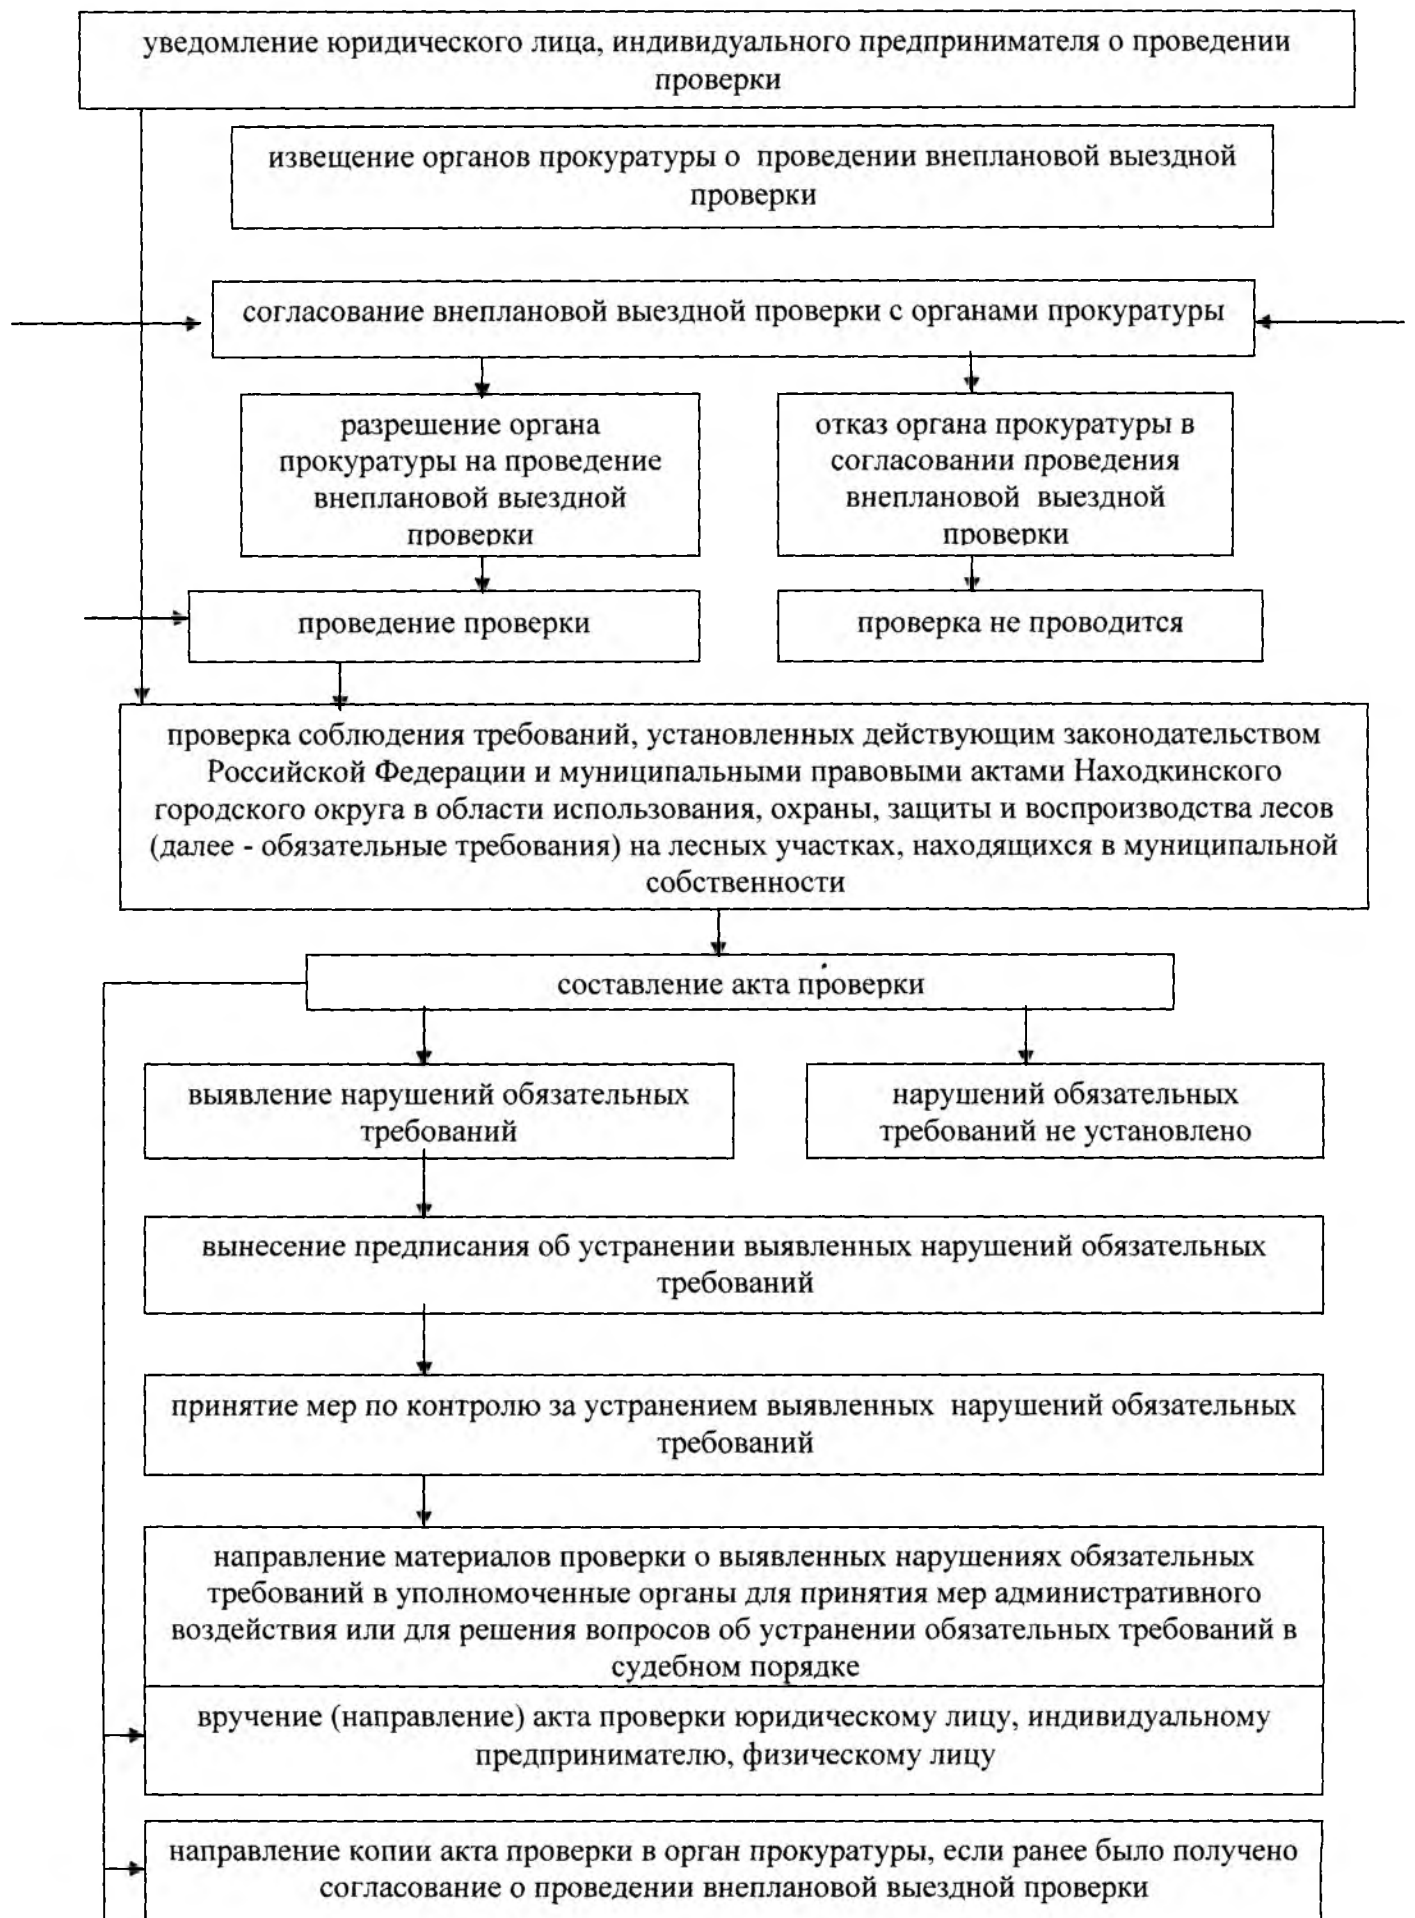 уведомление юридического лица, индивидуального предпринимателя о проведении
проверки
извещение органов прокуратуры о проведении внеплановой выездной
проверки
согласование внеплановой выездной проверки с органами прокуратуры
разрешение органа
прокуратуры на проведение
внеплановой выездной
проверки
отказ органа прокуратуры в
согласовании проведения
внеплановой выездной
проверки
проведение проверки
проверка не проводится
проверка соблюдения требований, установленных действующим законодательством
Российской Федерации и муниципальными правовыми актами Находкинского
городского округа в области использования, охраны, защиты и воспроизводства лесов
(далее - обязательные требования) на лесных участках, находящихся в муниципальной
собственности
составление акта проверки
выявление нарушений обязательных
требований
нарушений обязательных
требований не установлено
вынесение предписания об устранении выявленных нарушений обязательных
требований
принятие мер по контролю за устранением выявленных нарушений обязательных
требований
направление материалов проверки о выявленных нарушениях обязательных
требований в уполномоченные органы для принятия мер административного
воздействия или для решения вопросов об устранении обязательных требований в
судебном порядке
вручение (направление) акта проверки юридическому лицу, индивидуальному
предпринимателю, физическому лицу
направление копии акта проверки в орган прокуратуры, если ранее было получено
согласование о проведении внеплановой выездной проверки